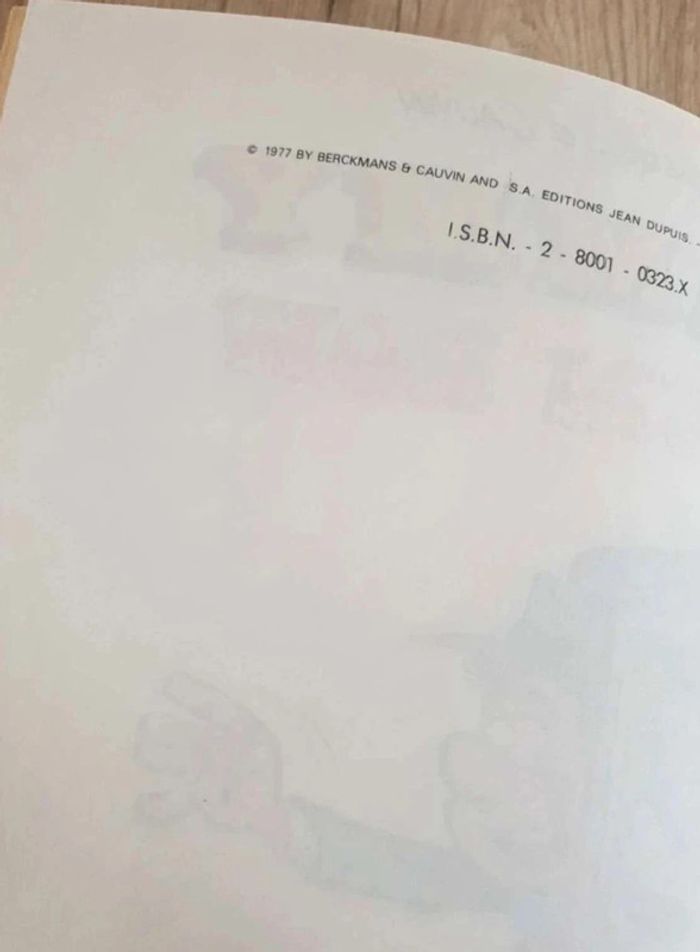 © 1977 BY BERCKMANS & CAUVIN AND S.A. EDITIONS JEAN DUPUIS.
I.S.B.N. - 2 - 8001 - 0323.X